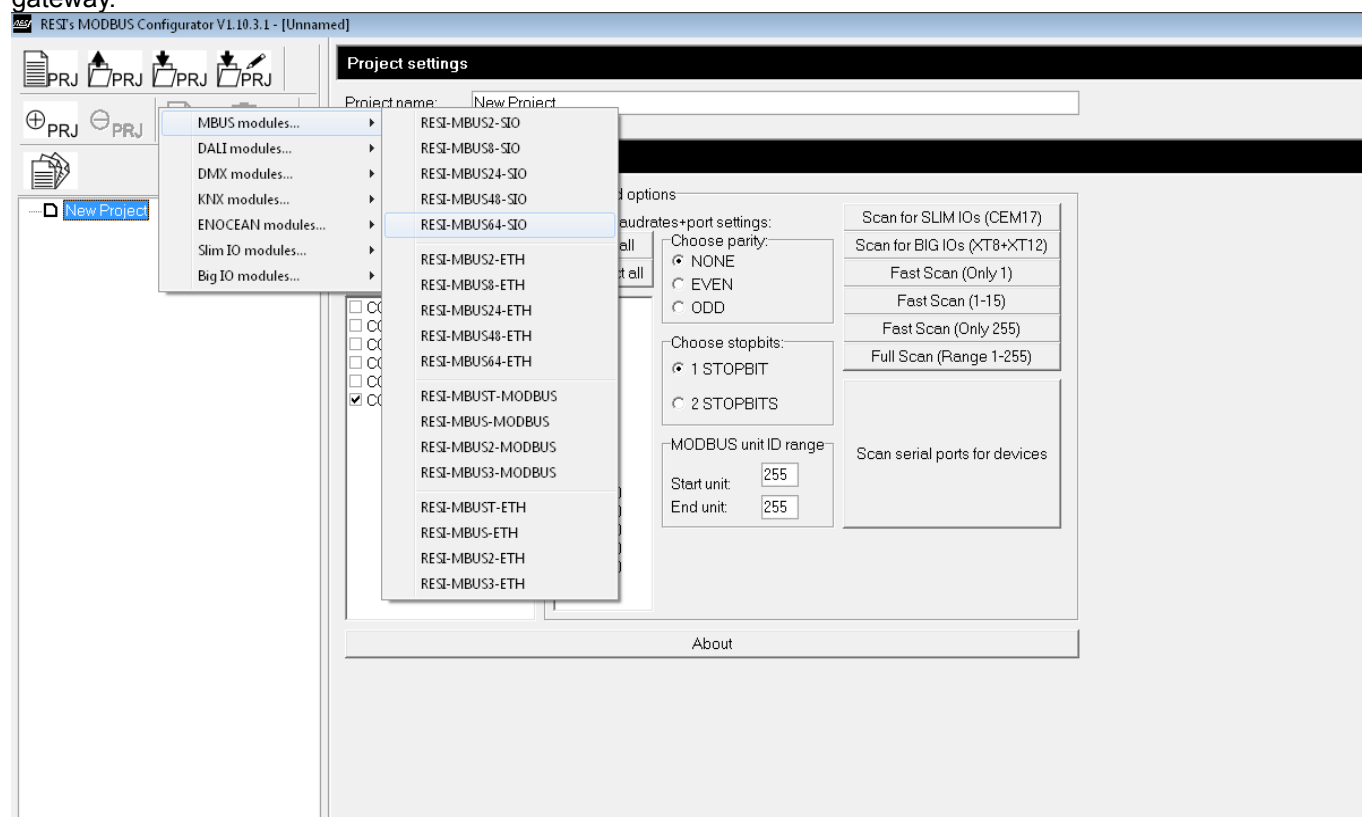 gateway.
RESI's MODBUS Configurator V1.10.3.1 - [Unnamed]
PRJ PRJ PRJ PRJ
PRJ PRJ
New Project
MBUS modules...
DALI modules...
DMX modules...
KNX modules...
ENOCEAN modules...
Slim IO modules...
Big IO modules...
RESI-MBUS2-SIO
RESI-MBUS8-SIO
RESI-MBUS24-SIO
RESI-MBUS48-SIO
RESI-MBUS64-SIO
RESI-MBUS2-ETH
RESI-MBUS8-ETH
RESI-MBUS24-ETH
RESI-MBUS48-ETH
RESI-MBUS64-ETH
RESI-MBUST-MODBUS
RESI-MBUS-MODBUS
RESI-MBUS2-MODBUS
RESI-MBUS3-MODBUS
RESI-MBUST-ETH
RESI-MBUS-ETH
RESI-MBUS2-ETH
RESI-MBUS3-ETH
Project settings
Project name: New Project
options
port settings:
all
all
Choose parity:
NONE
EVEN
ODD
Choose stopbits:
1 STOPBIT
2 STOPBITS
MODBUS unit ID range
Start unit: 255
End unit: 255
Scan for SLIM IOs (CEM17)
Scan for BIG IOs (XT8+XT12)
Fast Scan (Only 1)
Fast Scan (1-15)
Fast Scan (Only 255)
Full Scan (Range 1-255)
Scan serial ports for devices
About